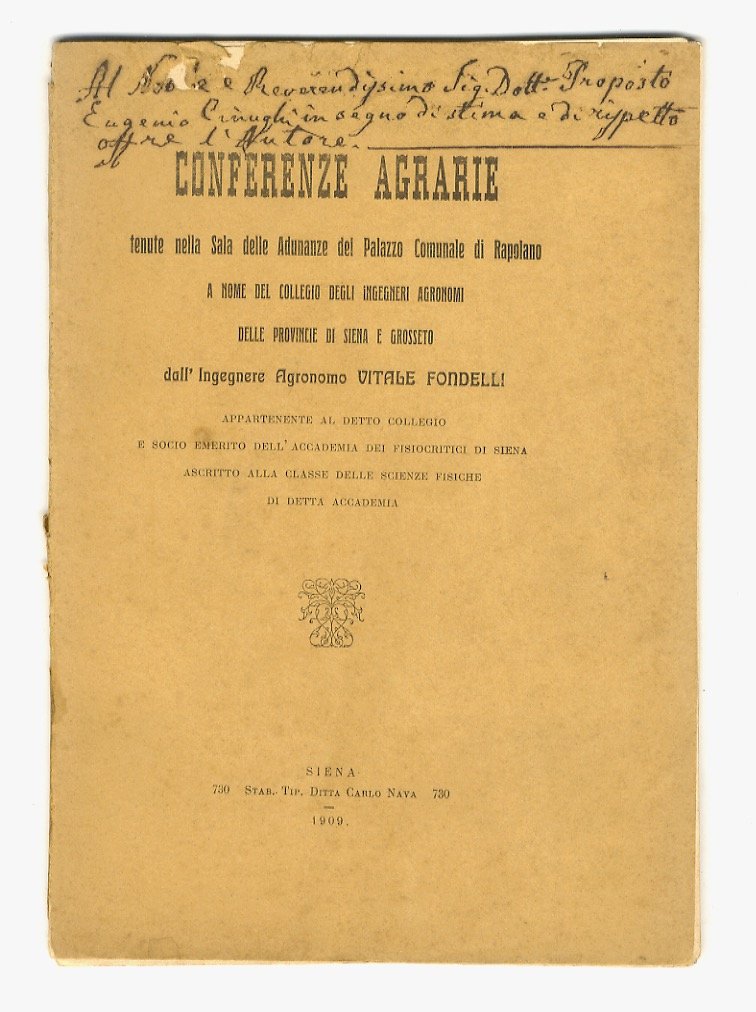 Al Nobile e Reverendissimo Sig. Dott. Proposto
Eugenio Cinughi in segno di stima e di rispetto
offre l'Autore.
CONFERENZE AGRARIE
tenute nella Sala delle Adunanze del Palazzo Comunale di Rapolano
A NOME DEL COLLEGIO DEGLI INGEGNERI AGRONOMI
DELLE PROVINCIE DI SIENA E GROSSETO
dall' Ingegnere Agronomo VITALE FONDELLI
APPARTENENTE AL DETTO COLLEGIO
E SOCIO EMERITO DELL'ACCADEMIA DEI FISIOCRITICI DI SIENA
ASCRITTO ALLA CLASSE DELLE SCIENZE FISICHE
DI DETTA ACCADEMIA
SIENA
730 STAB. TIP. DITTA CARLO NAVA 730
1909.